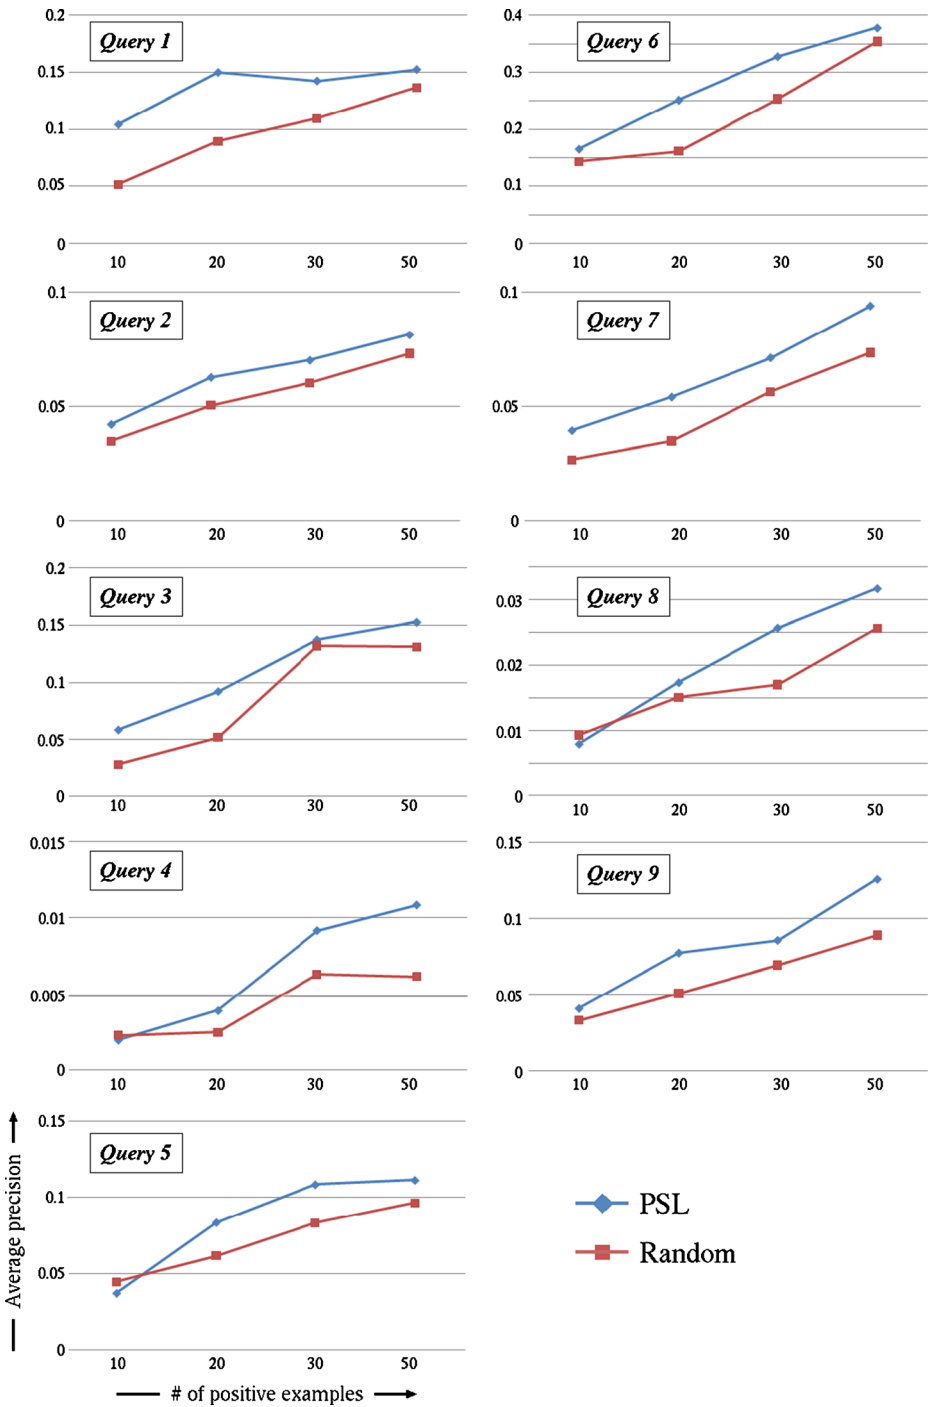 Query 1
0.2
0.15
0.1
0.05
0
10 20 30 50
Query 6
0.4
0.3
0.2
0.1
0
10 20 30 50
Query 2
0.1
0.05
0
10 20 30 50
Query 7
0.1
0.05
0
10 20 30 50
Query 3
0.2
0.15
0.1
0.05
0
10 20 30 50
Query 8
0.03
0.02
0.01
0
10 20 30 50
Query 4
0.015
0.01
0.005
0
10 20 30 50
Query 9
0.15
0.1
0.05
0
10 20 30 50
Query 5
0.15
0.1
0.05
0
10 20 30 50
Average precision
# of positive examples
PSL
Random